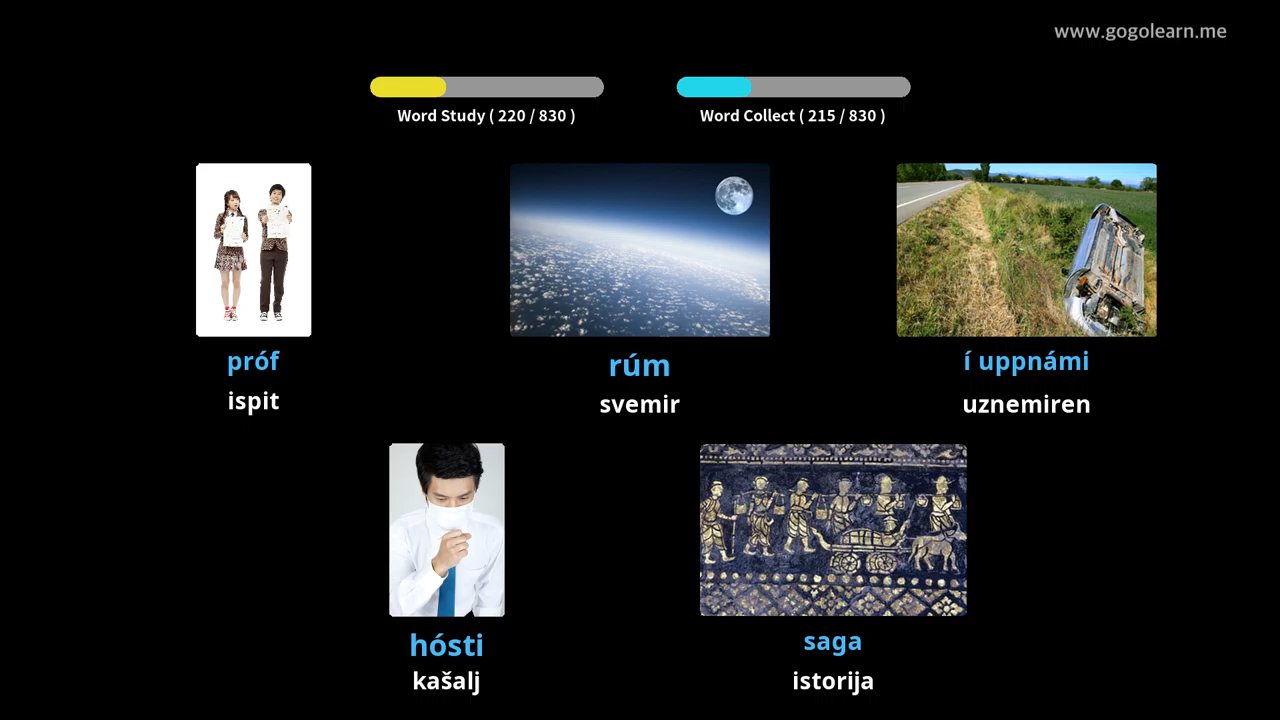 www.gogolearn.me
Word Study ( 220 / 830 )
Word Collect ( 215 / 830 )
próf
ispit
rúm
svemir
í uppnámi
uznemiren
hósti
kašalj
saga
istorija